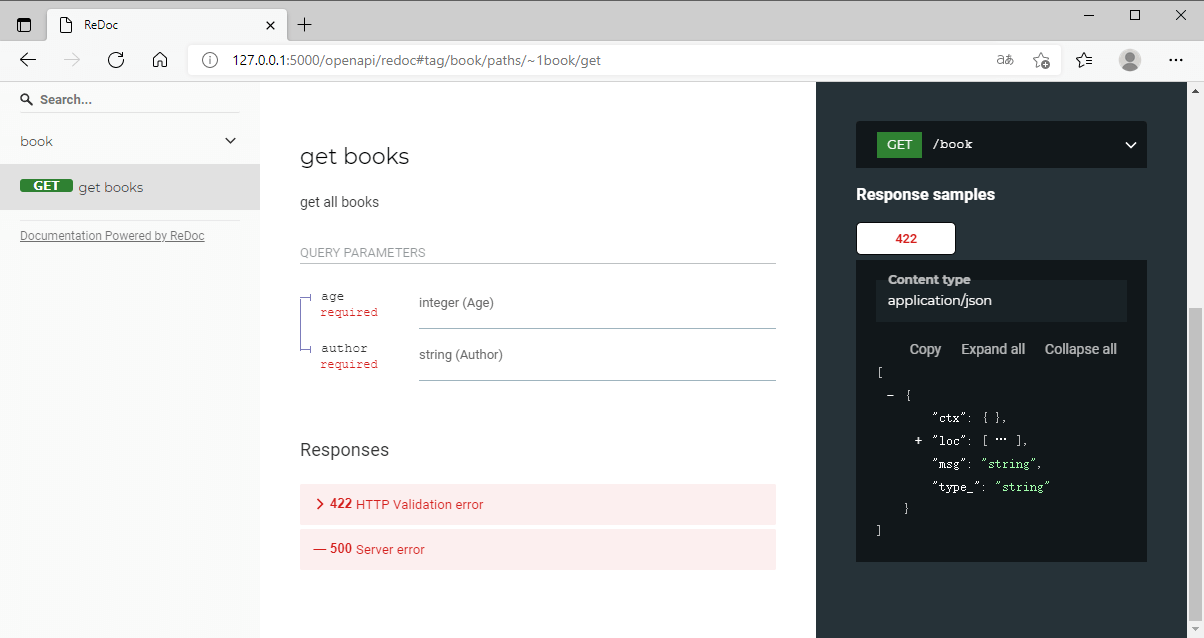 ReDoc
127.0.0.1:5000/openapi/redoc#tag/book/paths/~1book/get
Search...
book
GET get books
Documentation Powered by ReDoc
get books
get all books
QUERY PARAMETERS
age
required
integer (Age)
author
required
string (Author)
Responses
422 HTTP Validation error
500 Server error
GET /book
Response samples
422
Content type
application/json
Copy Expand all Collapse all
[
- {
"ctx": { },
+ "loc": [ ... ],
"msg": "string",
"type_": "string"
}
]